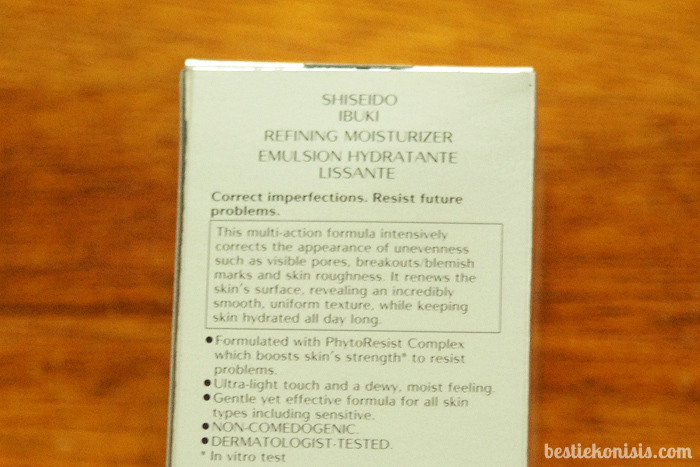 SHISEIDO
IBUKI
REFINING MOISTURIZER
EMULSION HYDRATANTE
LISSANTE
Correct imperfections. Resist future
problems.
This multi-action formula intensively
corrects the appearance of unevenness
such as visible pores, breakouts/blemish
marks and skin roughness. It renews the
skin's surface, revealing an incredibly
smooth, uniform texture, while keeping
skin hydrated all day long.
●Formulated with PhytoResist Complex
which boosts skin's strength* to resist
problems.
●Ultra-light touch and a dewy, moist feeling.
●Gentle yet effective formula for all skin
types including sensitive.
●NON-COMEDOGENIC.
●DERMATOLOGIST-TESTED.
* In vitro test
bestiekonisis.com